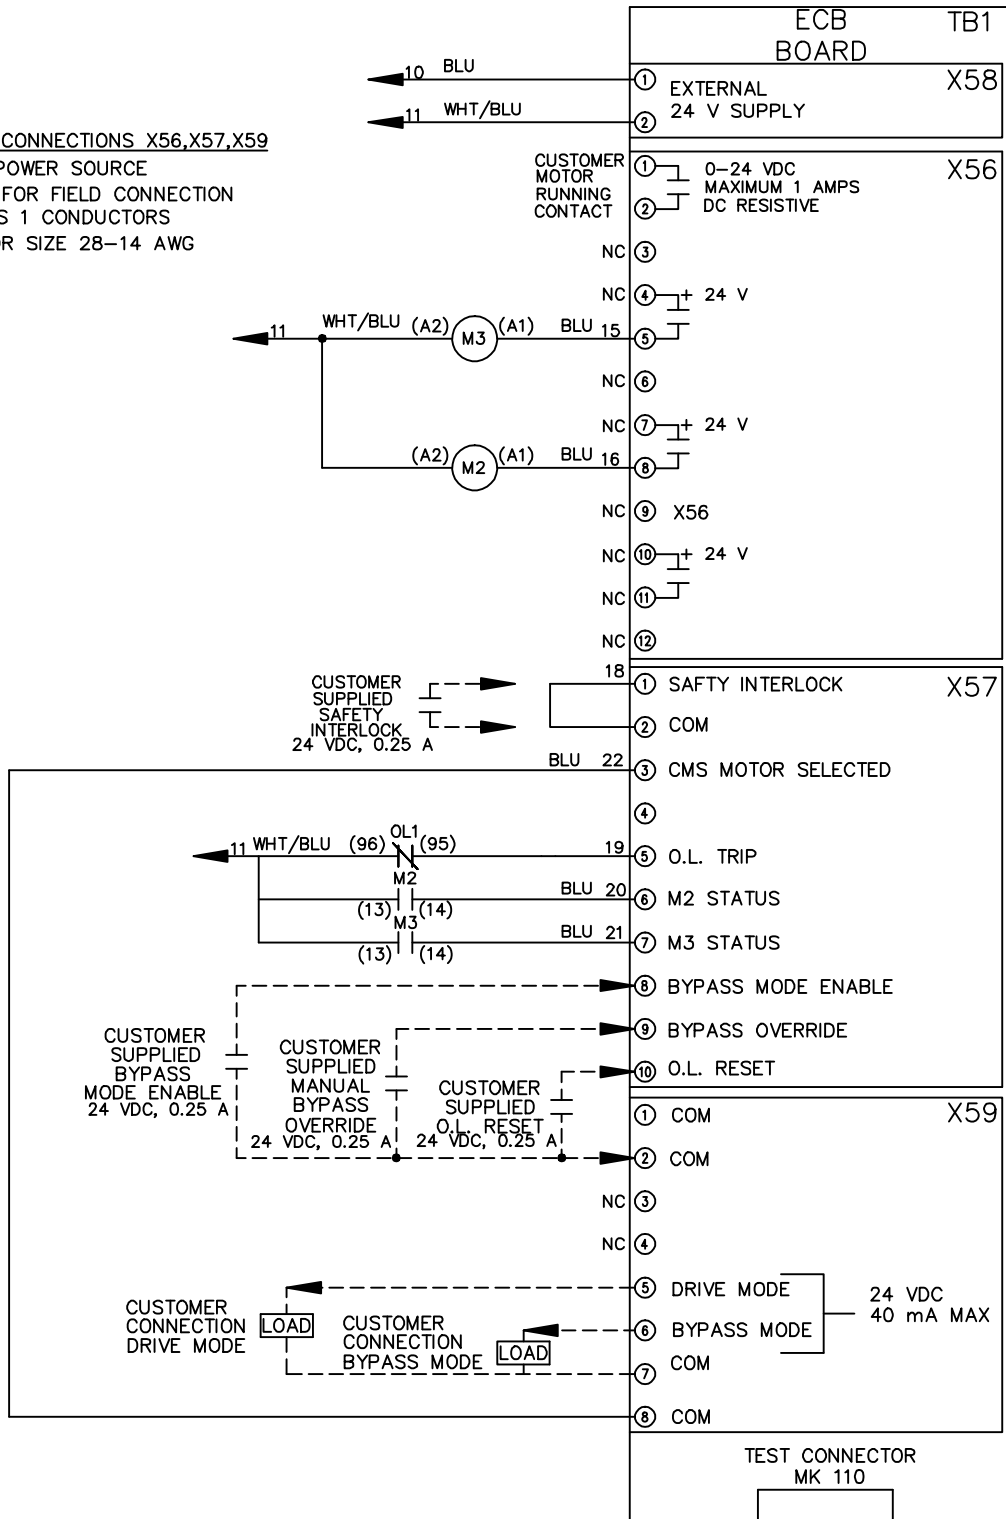 ECB
BOARD
TB1
X58
10 BLU
1 EXTERNAL
24 V SUPPLY
11 WHT/BLU
2
CONNECTIONS X56,X57,X59
POWER SOURCE
FOR FIELD CONNECTION
S 1 CONDUCTORS
OR SIZE 28-14 AWG
X56
CUSTOMER
MOTOR
RUNNING
CONTACT
1
2
0-24 VDC
MAXIMUM 1 AMPS
DC RESISTIVE
NC 3
NC 4 + 24 V
11 WHT/BLU (A2) M3 (A1) BLU 15 5
NC 6
NC 7 + 24 V
(A2) M2 (A1) BLU 16 8
NC 9 X56
NC 10 + 24 V
NC 11
NC 12
X57
CUSTOMER
SUPPLIED
SAFETY
INTERLOCK
24 VDC, 0.25 A
18 1 SAFTY INTERLOCK
2 COM
BLU 22 3 CMS MOTOR SELECTED
4
11 WHT/BLU (96) OL1 (95) 19 5 O.L. TRIP
M2
(13) (14) BLU 20 6 M2 STATUS
M3
(13) (14) BLU 21 7 M3 STATUS
8 BYPASS MODE ENABLE
9 BYPASS OVERRIDE
10 O.L. RESET
CUSTOMER
SUPPLIED
BYPASS
MODE ENABLE
24 VDC, 0.25 A
CUSTOMER
SUPPLIED
MANUAL
BYPASS
OVERRIDE
24 VDC, 0.25 A
CUSTOMER
SUPPLIED
O.L. RESET
24 VDC, 0.25 A
X59
1 COM
2 COM
NC 3
NC 4
5 DRIVE MODE
6 BYPASS MODE
24 VDC
40 mA MAX
7 COM
8 COM
CUSTOMER
CONNECTION
DRIVE MODE
LOAD
CUSTOMER
CONNECTION
BYPASS MODE
LOAD
TEST CONNECTOR
MK 110